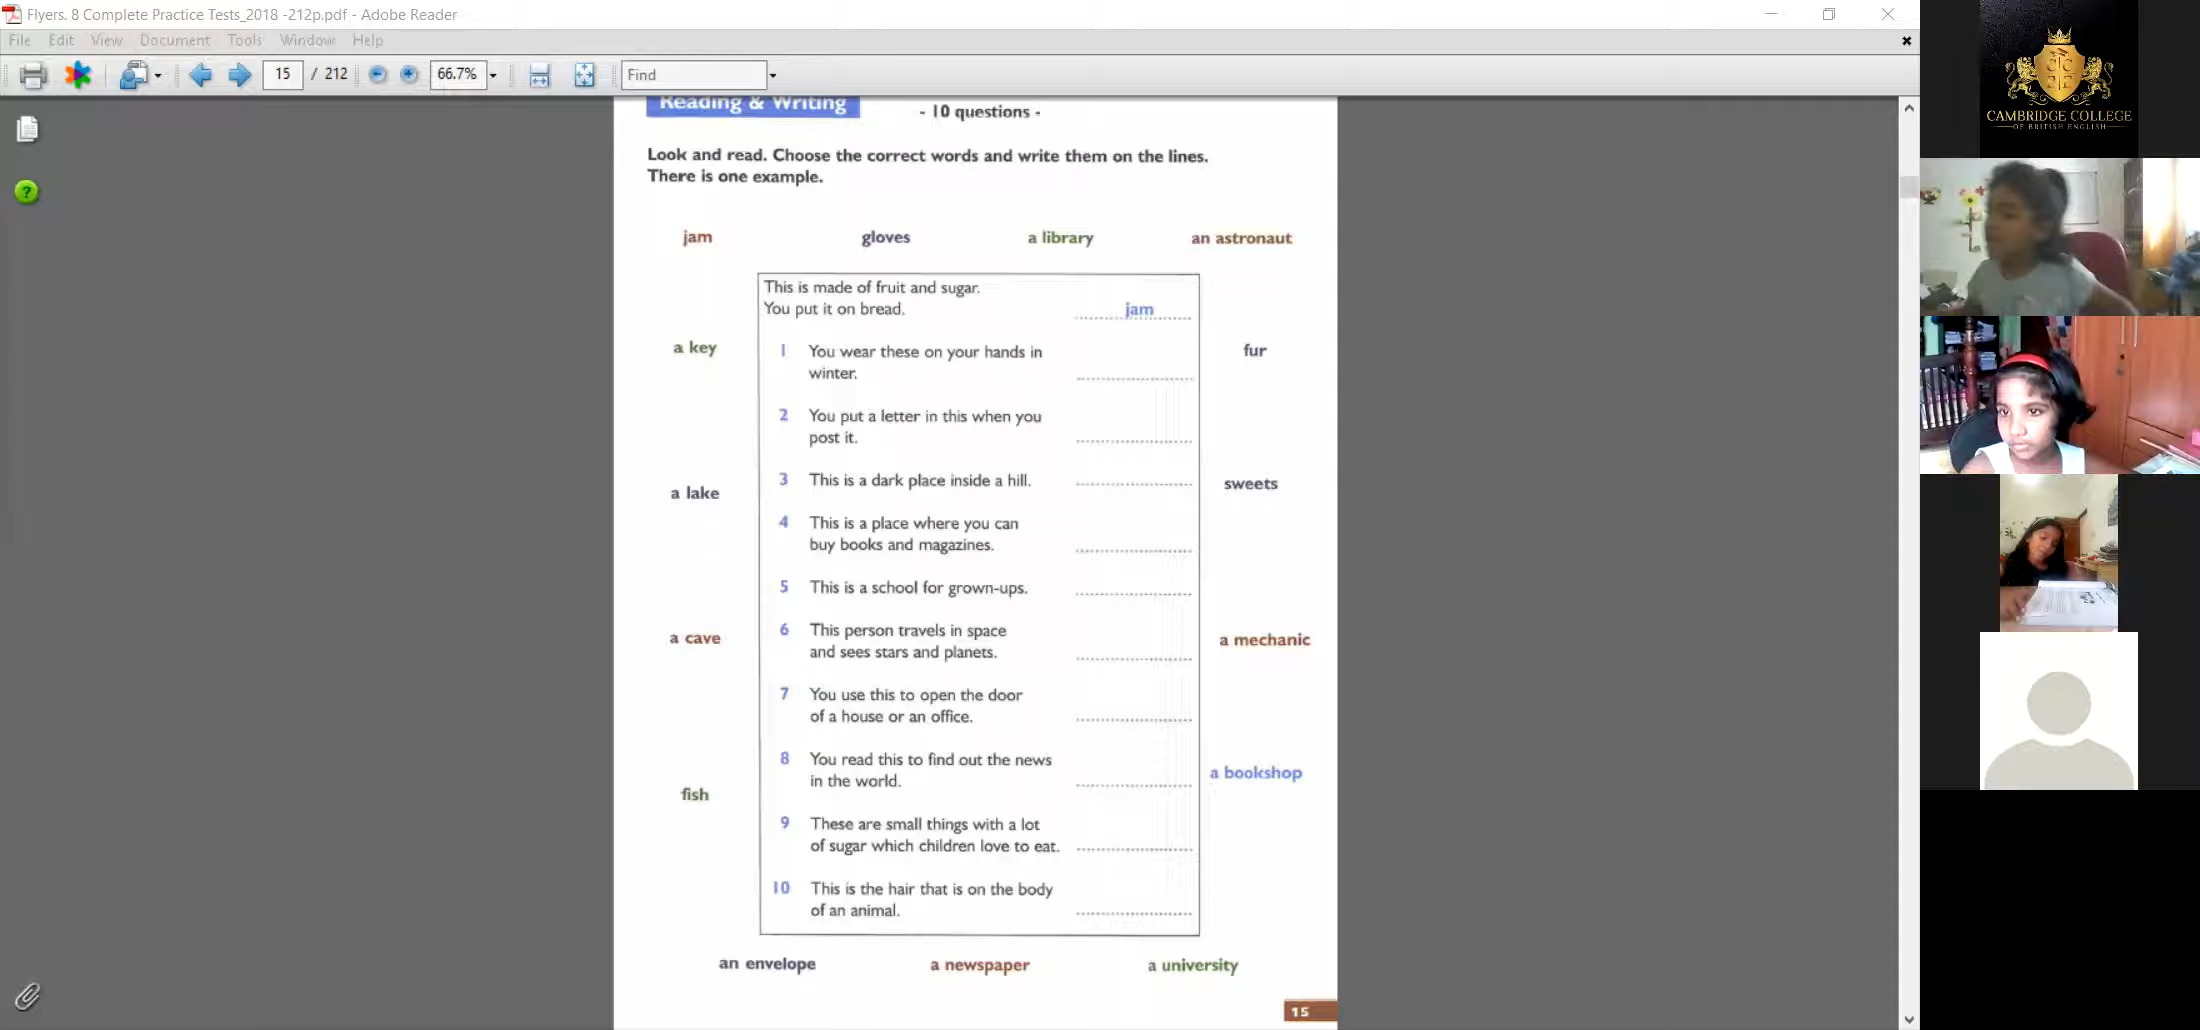 Flyers. 8 Complete Practice Tests_2018 -212p.pdf - Adobe Reader
File Edit View Document Tools Window Help
15 / 212 66.7% Find
Reading & Writing
- 10 questions -
Look and read. Choose the correct words and write them on the lines.
There is one example.
jam gloves a library an astronaut
This is made of fruit and sugar.
You put it on bread. jam
a key
1 You wear these on your hands in
winter.
fur
2 You put a letter in this when you
post it.
a lake
3 This is a dark place inside a hill.
sweets
4 This is a place where you can
buy books and magazines.
5 This is a school for grown-ups.
a cave
6 This person travels in space
and sees stars and planets.
a mechanic
7 You use this to open the door
of a house or an office.
8 You read this to find out the news
in the world.
a bookshop
fish
9 These are small things with a lot
of sugar which children love to eat.
10 This is the hair that is on the body
of an animal.
an envelope a newspaper a university
15
CAMBRIDGE COLLEGE
OF BRITISH ENGLISH